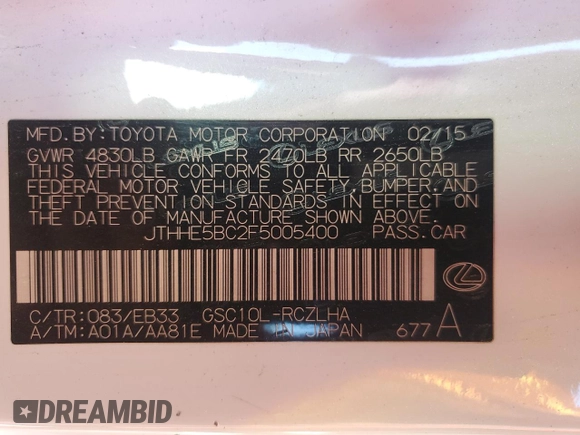 MFD.BY:TOYOTA MOTOR CORPORATION 02/15
GVWR 4830LB GAWR FR 2470LB RR 2650LB
THIS VEHICLE CONFORMS TO ALL APPLICABLE
FEDERAL MOTOR VEHICLE SAFETY,BUMPER,AND
THEFT PREVENTION STANDARDS IN EFFECT ON
THE DATE OF MANUFACTURE SHOWN ABOVE.
JTHHE5BC2F5005400 PASS.CAR
C/TR:083/EB33 GSC10L-RCZLHA
A/TM:A01A/AA81E MADE IN JAPAN 677 A
DREAMBID